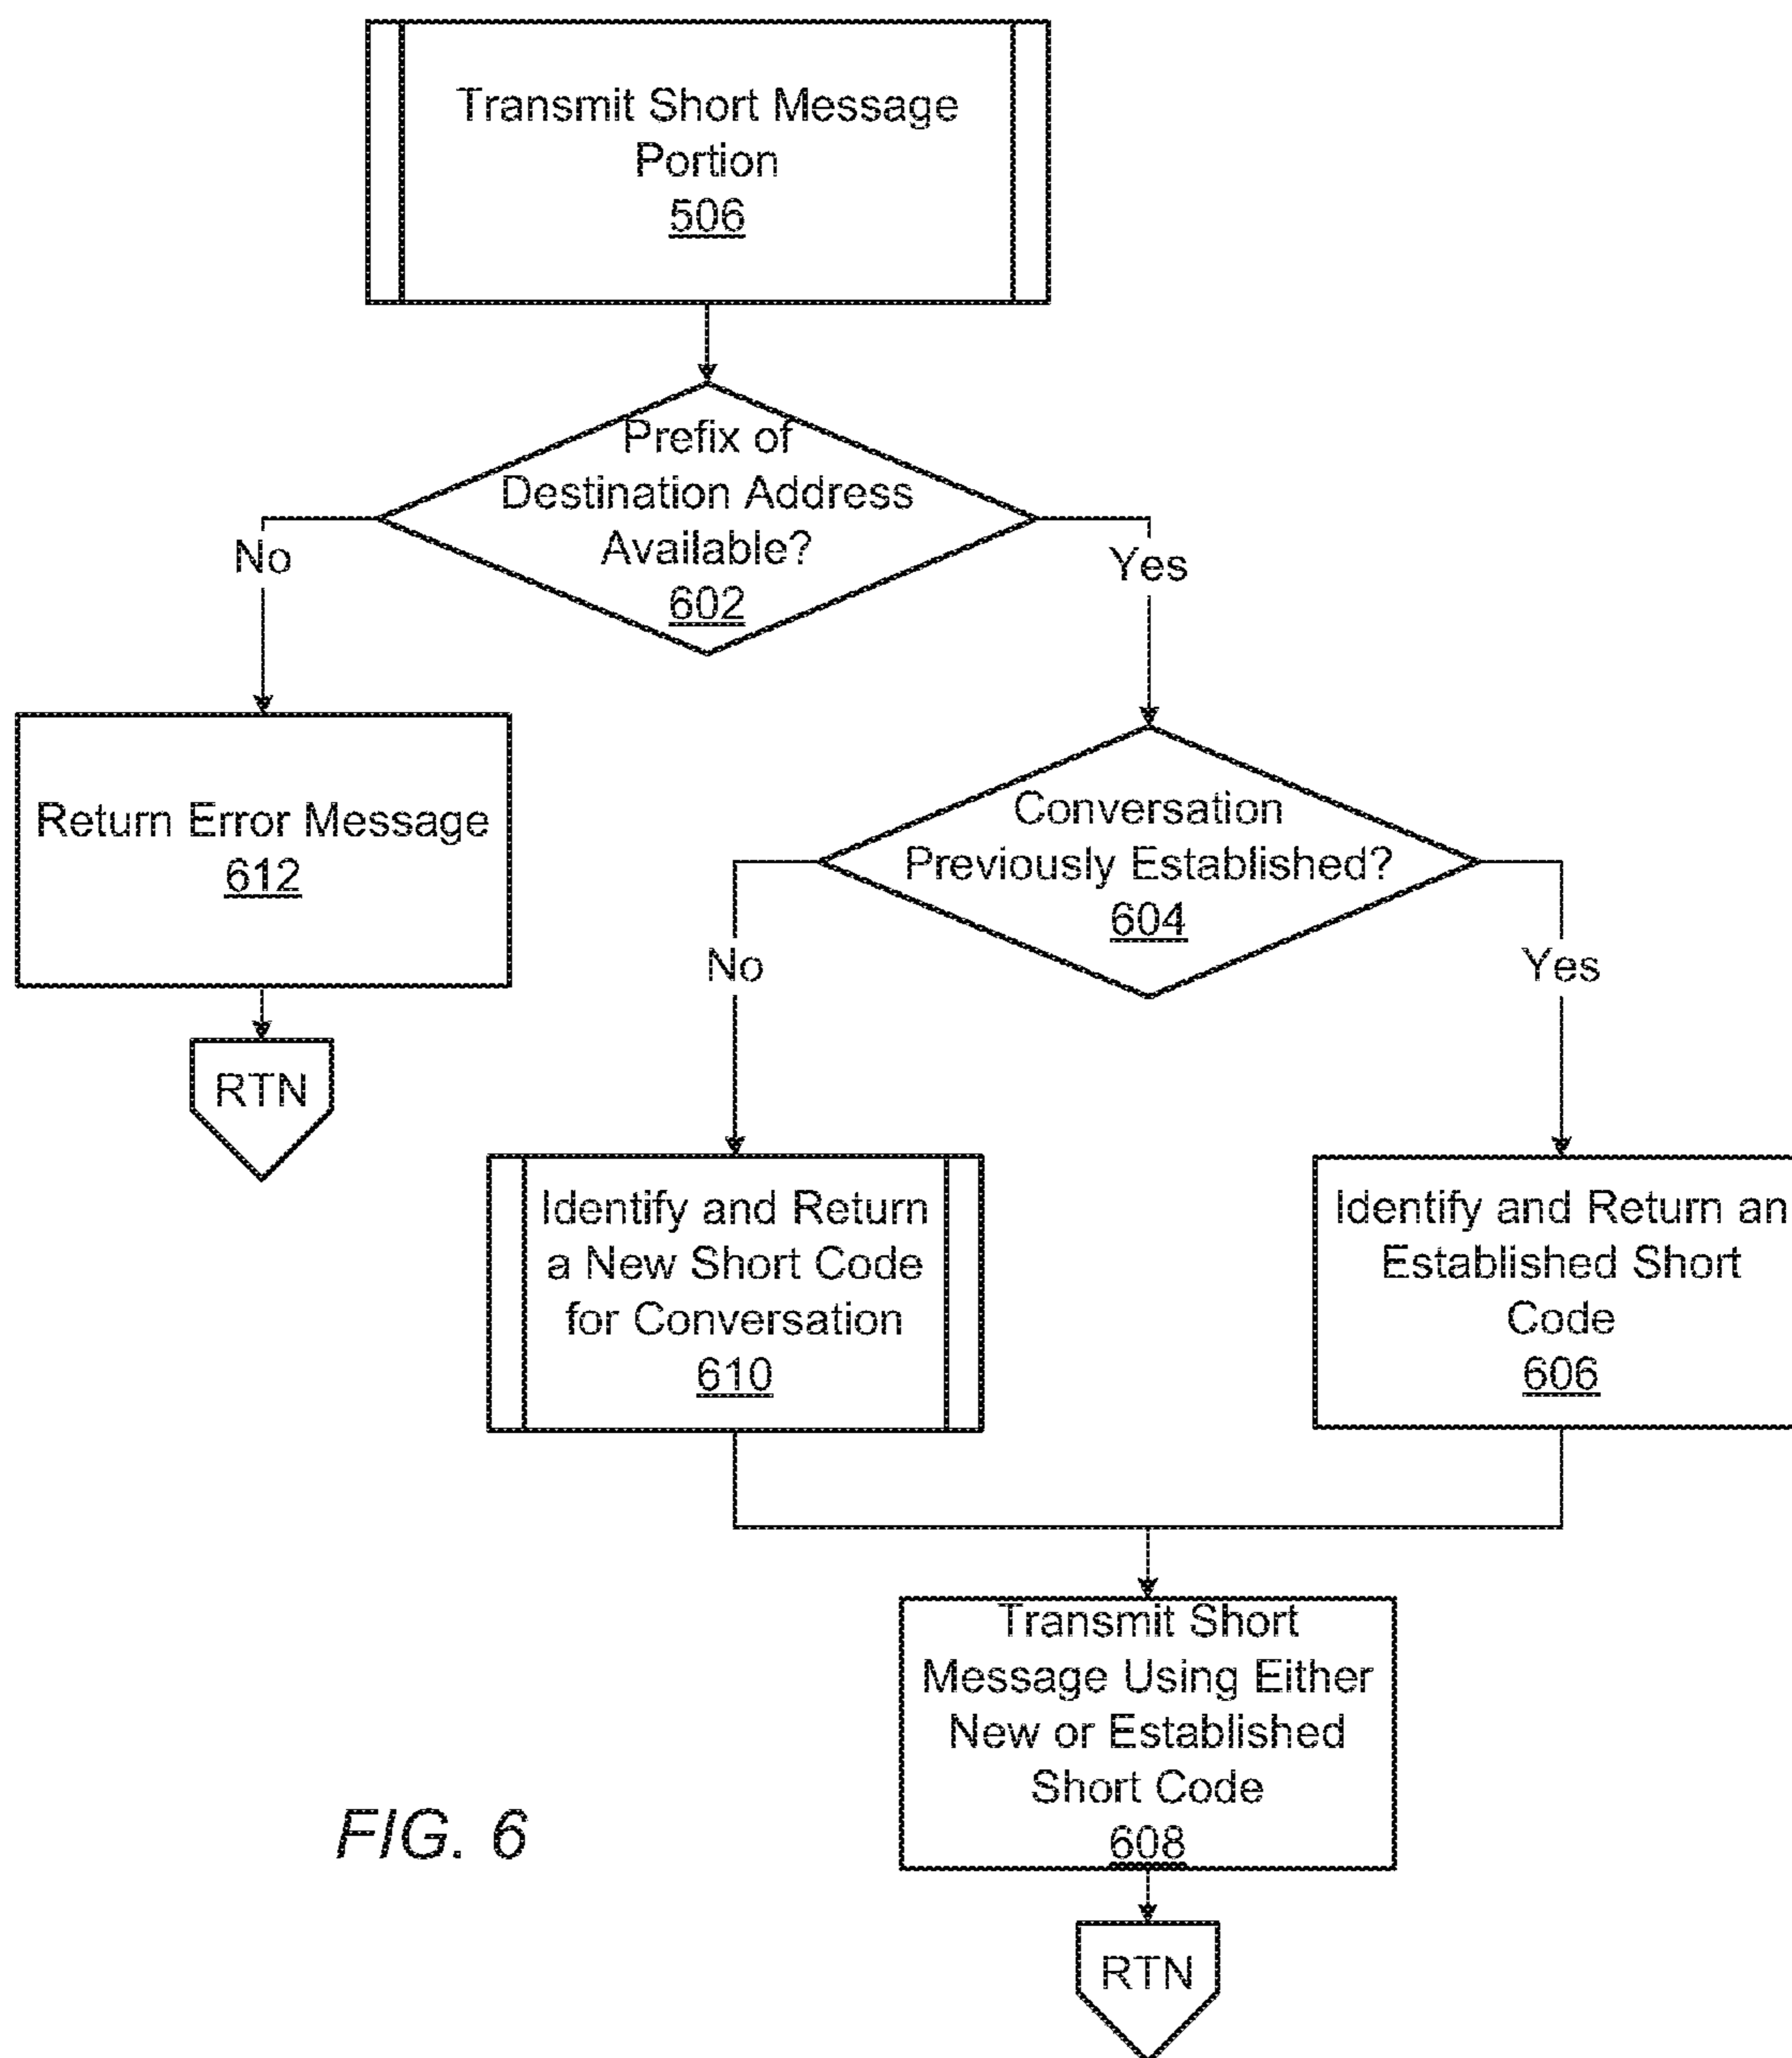 Transmit Short Message
Portion
506
Prefix of
Destination Address
Available?
602
No
Yes
Return Error Message
612
Conversation
Previously Established?
604
No
Yes
RTN
Identify and Return
a New Short Code
for Conversation
610
Identify and Return an
Established Short
Code
606
Transmit Short
Message Using Either
New or Established
Short Code
608
FIG. 6
RTN